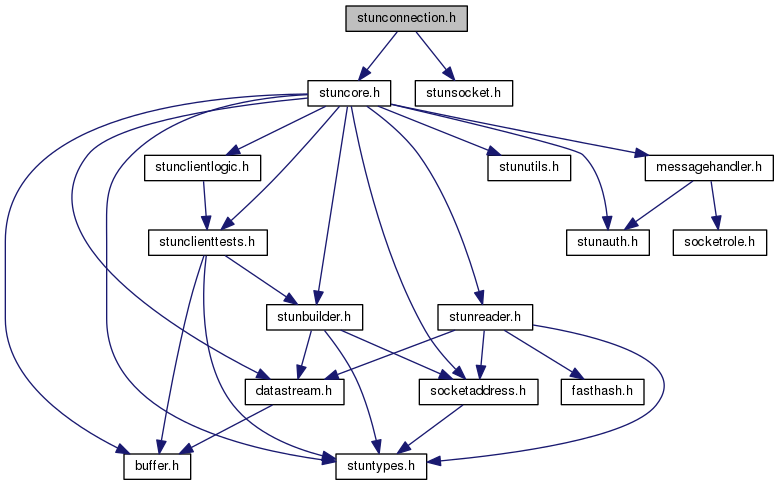 stunconnection.h
stuncore.h
stunsocket.h
stunclientlogic.h
stunutils.h
messagehandler.h
stunclienttests.h
stunauth.h
socketrole.h
stunbuilder.h
stunreader.h
datastream.h
socketaddress.h
fasthash.h
buffer.h
stuntypes.h